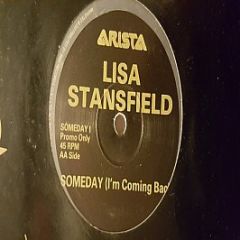 ARISTA
LISA
STANSFIELD
SOMEDAY 1
Promo Only
45 RPM
AA Side
SOMEDAY (I'm Coming Bac